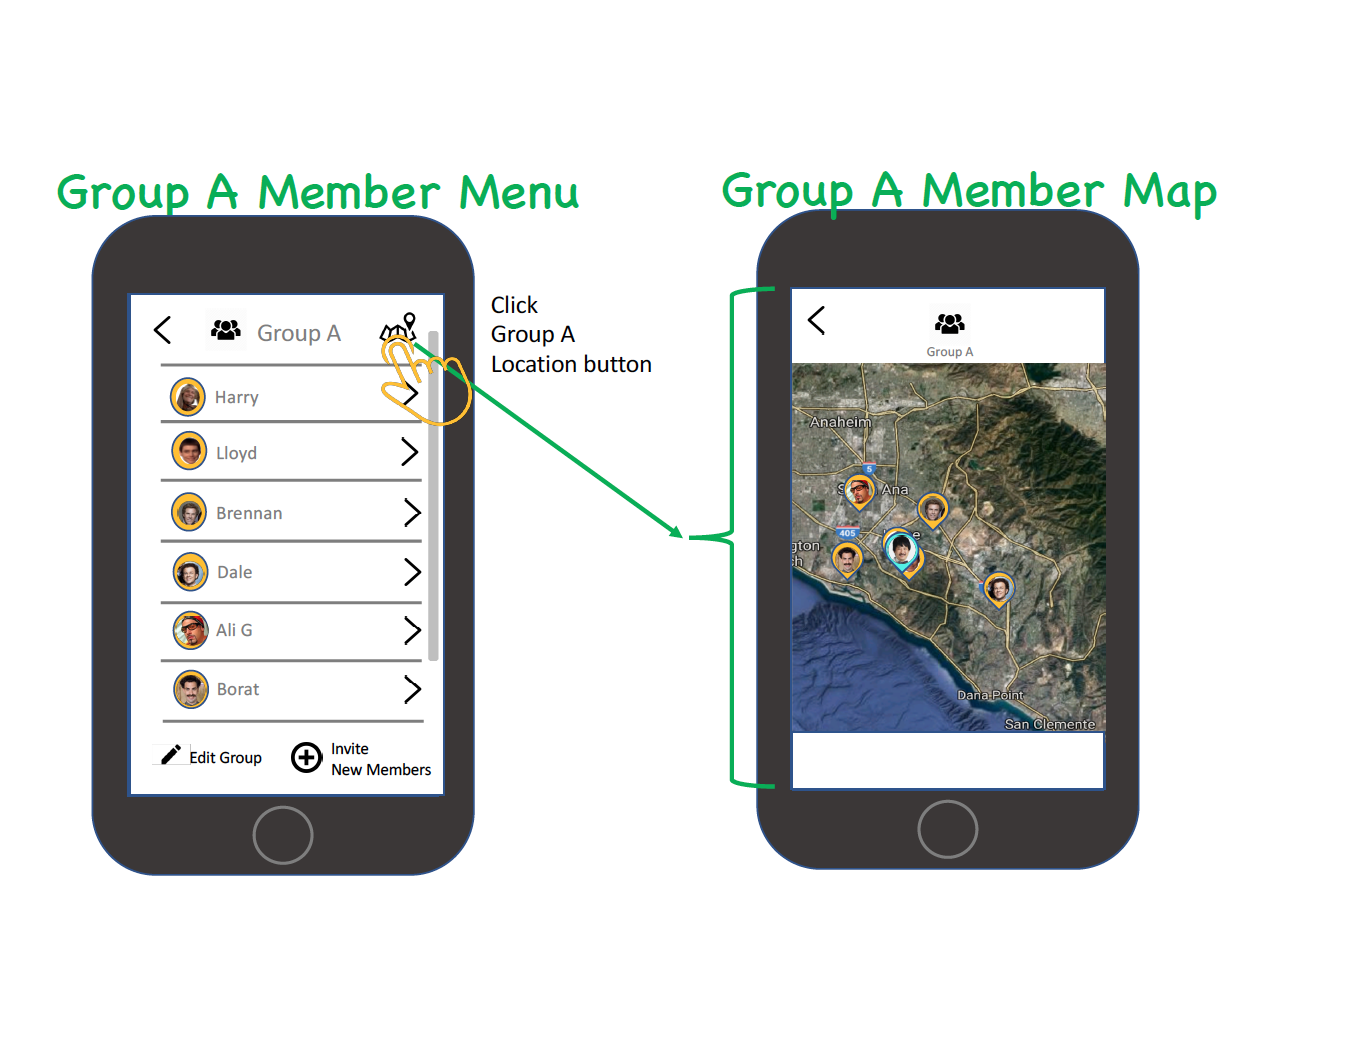 Group A Member Menu
Group A Member Map
Click
Group A
Location button
Group A
Harry
Lloyd
Brennan
Dale
Ali G
Borat
Edit Group
Invite
New Members
Group A
Anaheim
5
Ana
405
Dana Point
San Clemente